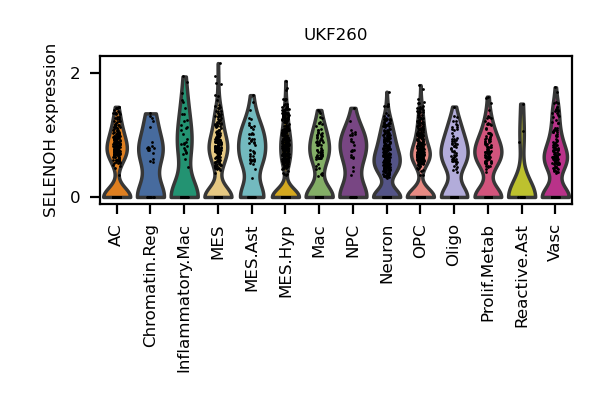 UKF260
SELENOH expression
2
0
AC
Chromatin.Reg
Inflammatory.Mac
MES
MES.Ast
MES.Hyp
Mac
NPC
Neuron
OPC
Oligo
Prolif.Metab
Reactive.Ast
Vasc